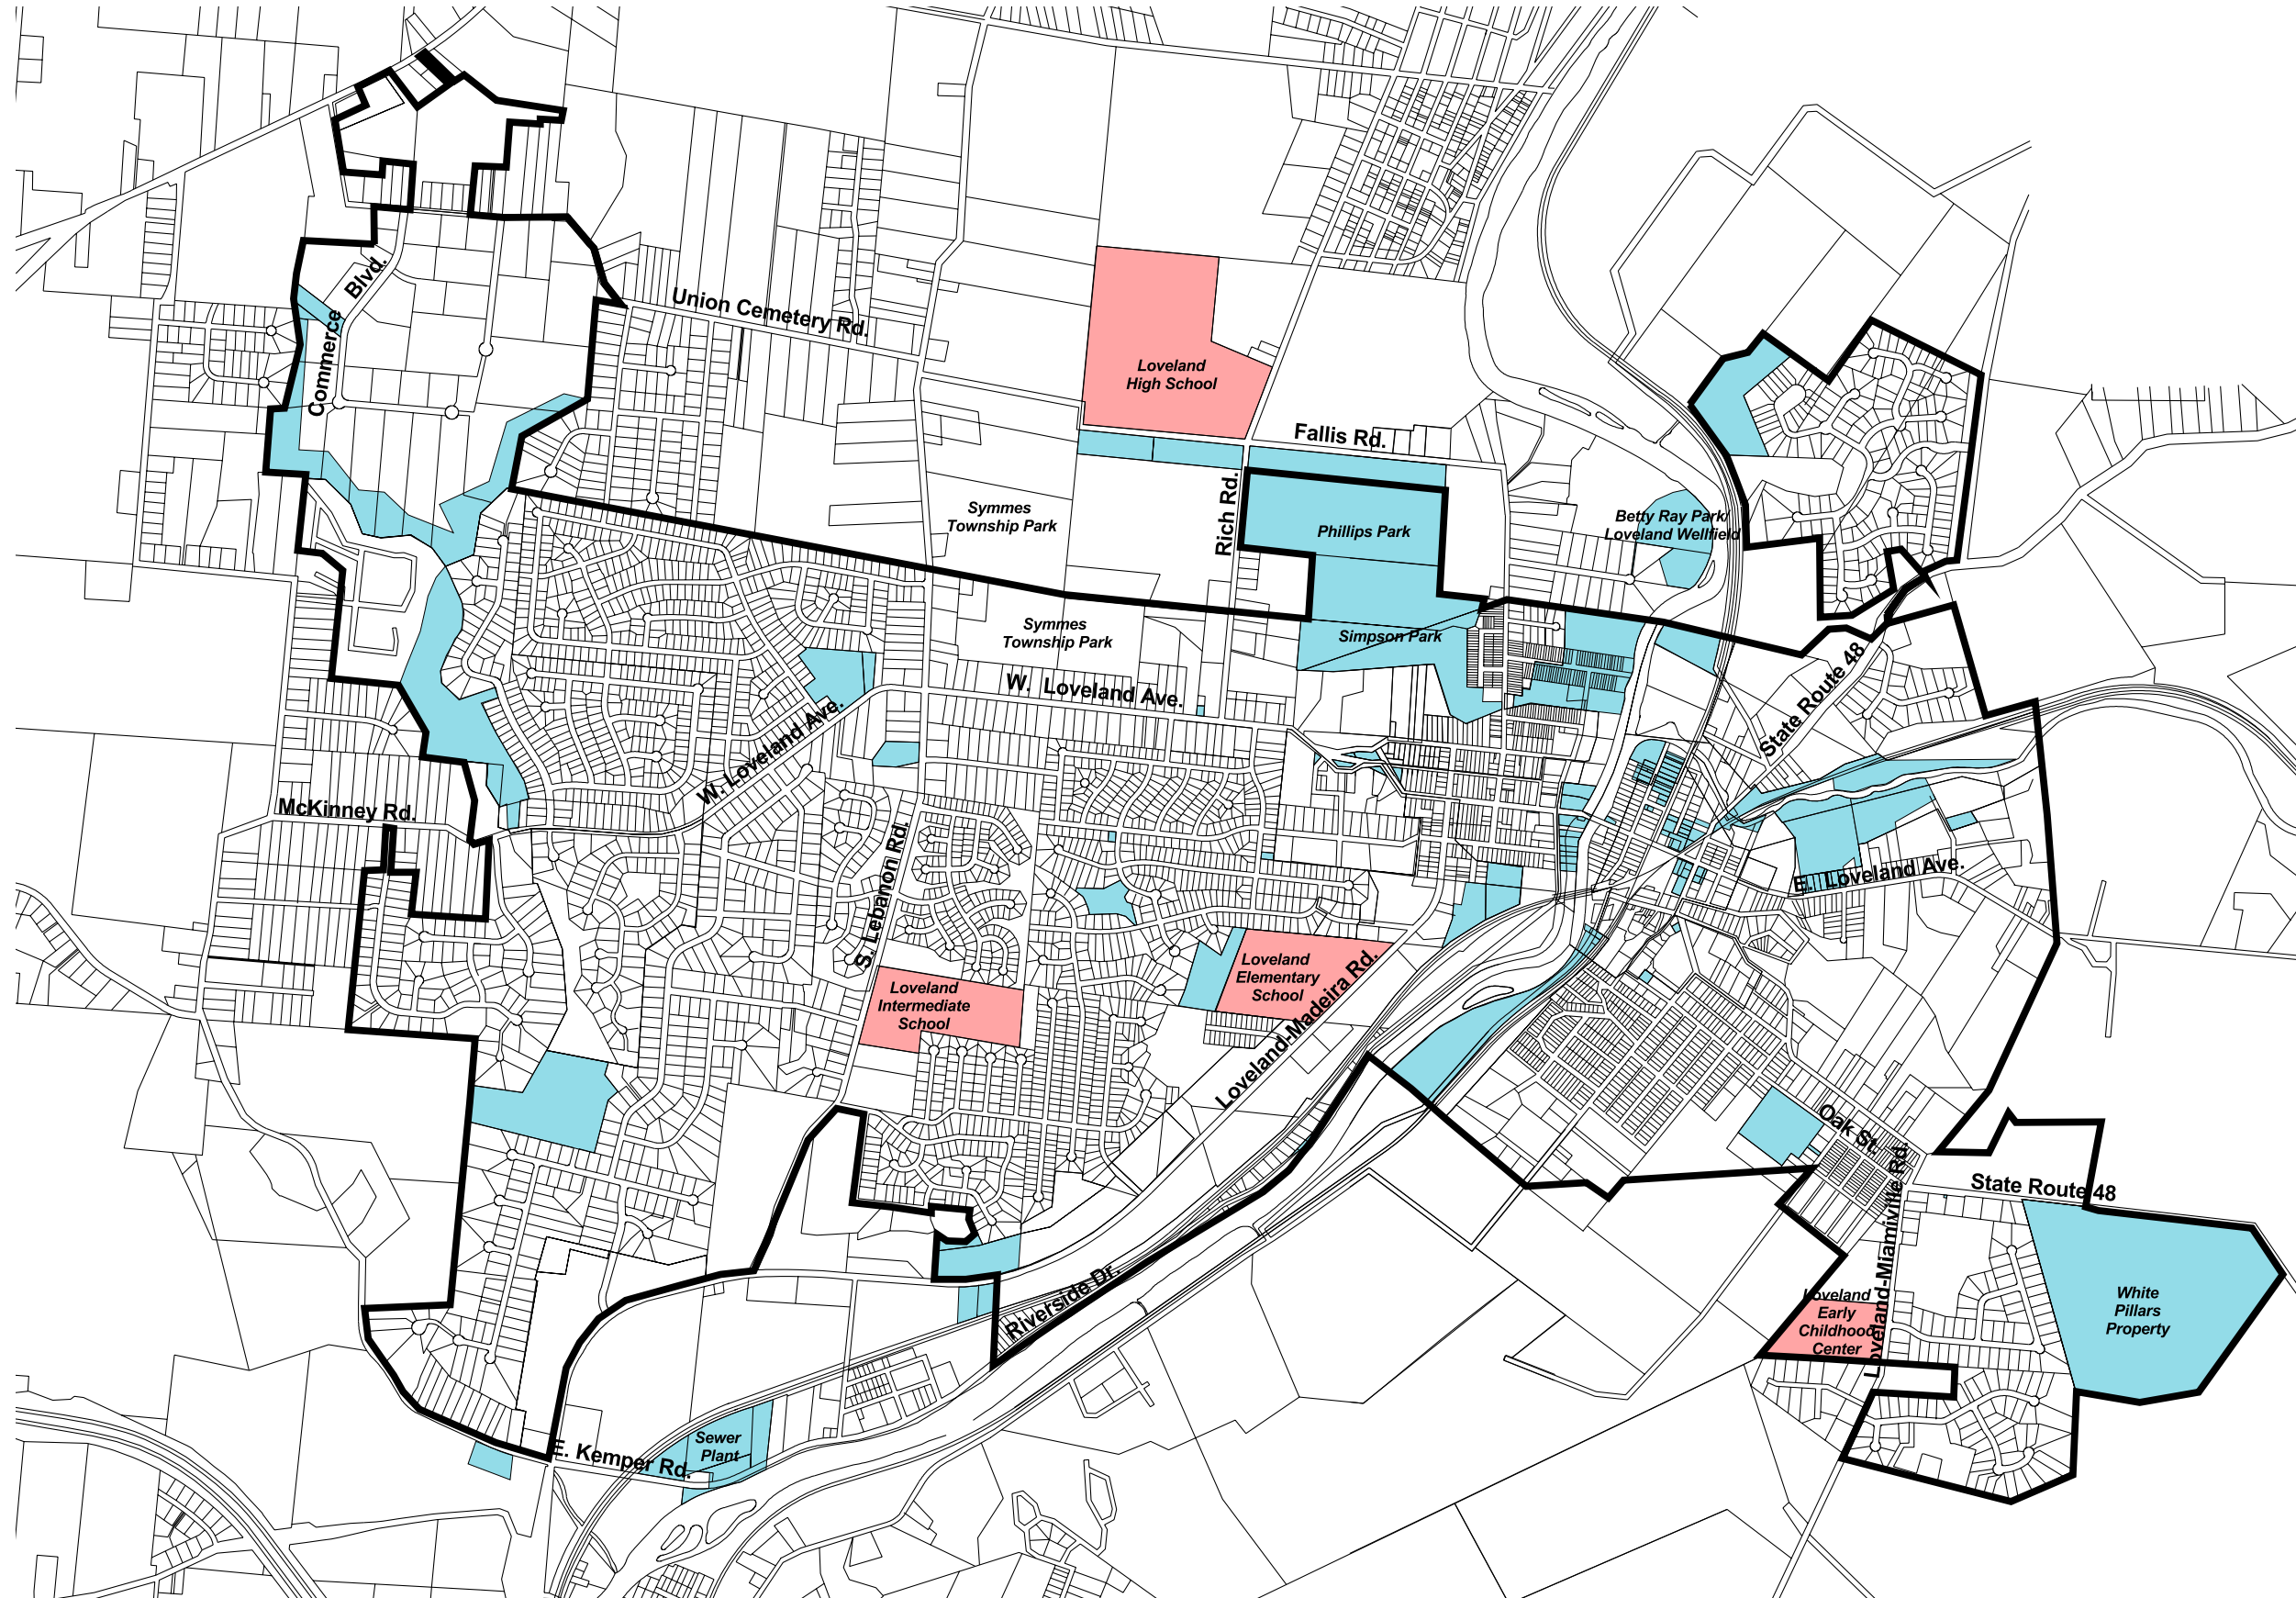 Commerce
Blvd.
Union Cemetery Rd.
Loveland
High School
Fallis Rd.
Rich Rd.
Symmes
Township Park
Phillips Park
Betty Ray Park/
Loveland Wellfield
Symmes
Township Park
Simpson Park
State Route 48
W. Loveland Ave.
W. Loveland Ave.
McKinney Rd.
S. Lebanon Rd.
E. Loveland Ave.
Loveland
Intermediate
School
Loveland
Elementary
School
Loveland-Madeira Rd.
Oak St.
Loveland-Miamiville Rd.
State Route 48
Riverside Dr.
Loveland
Early
Childhood
Center
White
Pillars
Property
Sewer
Plant
E. Kemper Rd.